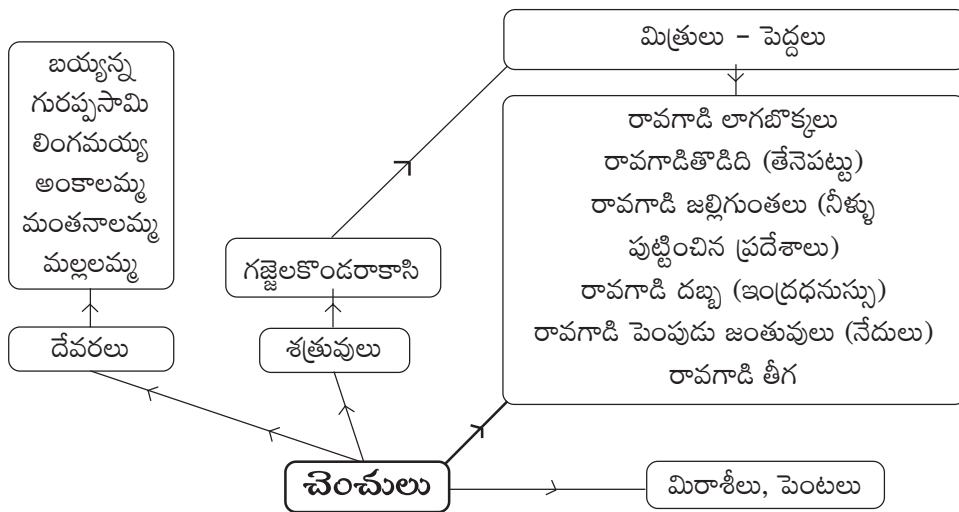 మిత్రులు – పెద్దలు
బయ్యన్న
గురప్పసామి
లింగమయ్య
అంకాలమ్మ
మంతనాలమ్మ
మల్లలమ్మ
రావగాడి లాగబొక్కలు
రావగాడితొడిది (తేనెపట్టు)
రావగాడి జల్లిగుంతలు (నీళ్ళు
పుట్టించిన ప్రదేశాలు)
రావగాడి దబ్బ (ఇంద్రధనుస్సు)
రావగాడి పెంపుడు జంతువులు (నేదులు)
రావగాడి తీగ
గజ్జెలకొండరాకాసి
దేవరలు
శత్రువులు
చెంచులు
మిరాశీలు, పెంటలు